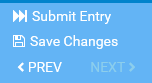 Submit Entry
Save Changes
PREV NEXT